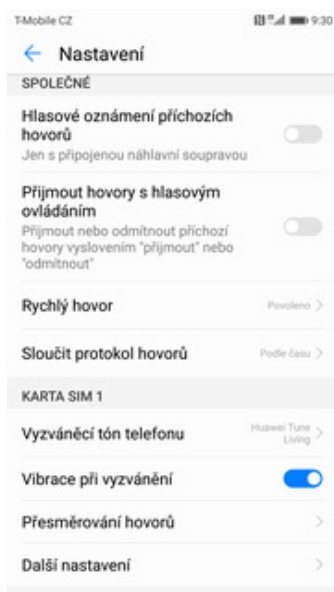 T-Mobile CZ 9:30
Nastavení
SPOLEČNÉ
Hlasové oznámení příchozích
hovorů
Jen s připojenou náhlavní soupravou
Přijmout hovory s hlasovým
ovládáním
Přijmout nebo odmítnout příchozí
hovory vyslovením "přijmout" nebo
"odmítnout"
Rychlý hovor Povoleno
Sloučit protokol hovorů Podle času
KARTA SIM 1
Vyzváněcí tón telefonu Huawei Tune
Living
Vibrace při vyzvánění
Přesměrování hovorů
Další nastavení